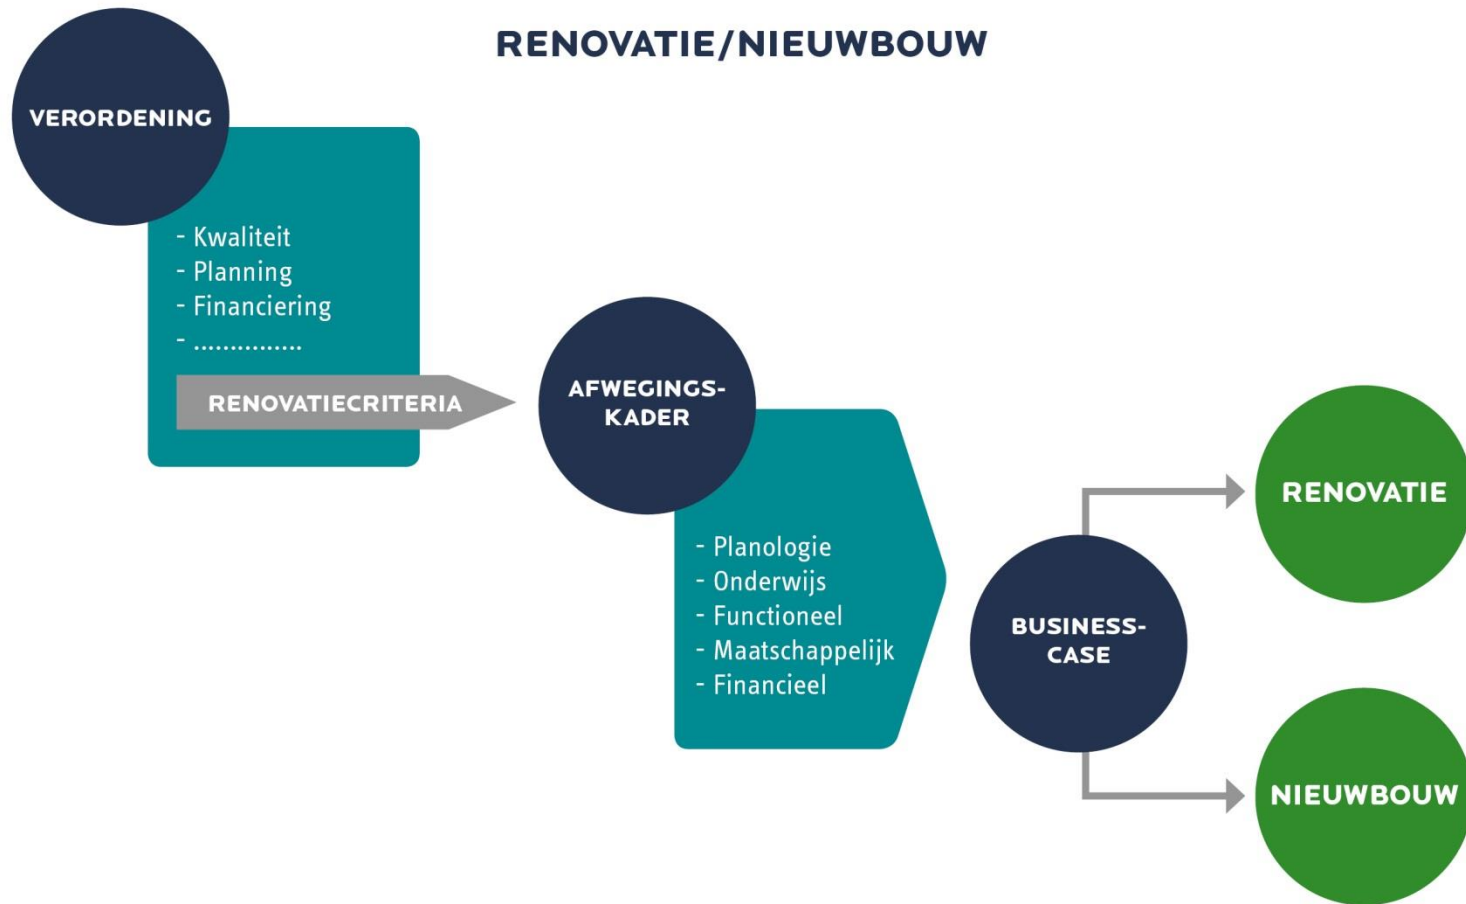 RENOVATIE/NIEUWBOUW
VERORDENING
- Kwaliteit
- Planning
- Financiering
- ...............
RENOVATIECRITERIA
AFWEGINGS-
KADER
- Planologie
- Onderwijs
- Functioneel
- Maatschappelijk
- Financieel
BUSINESS-
CASE
RENOVATIE
NIEUWBOUW